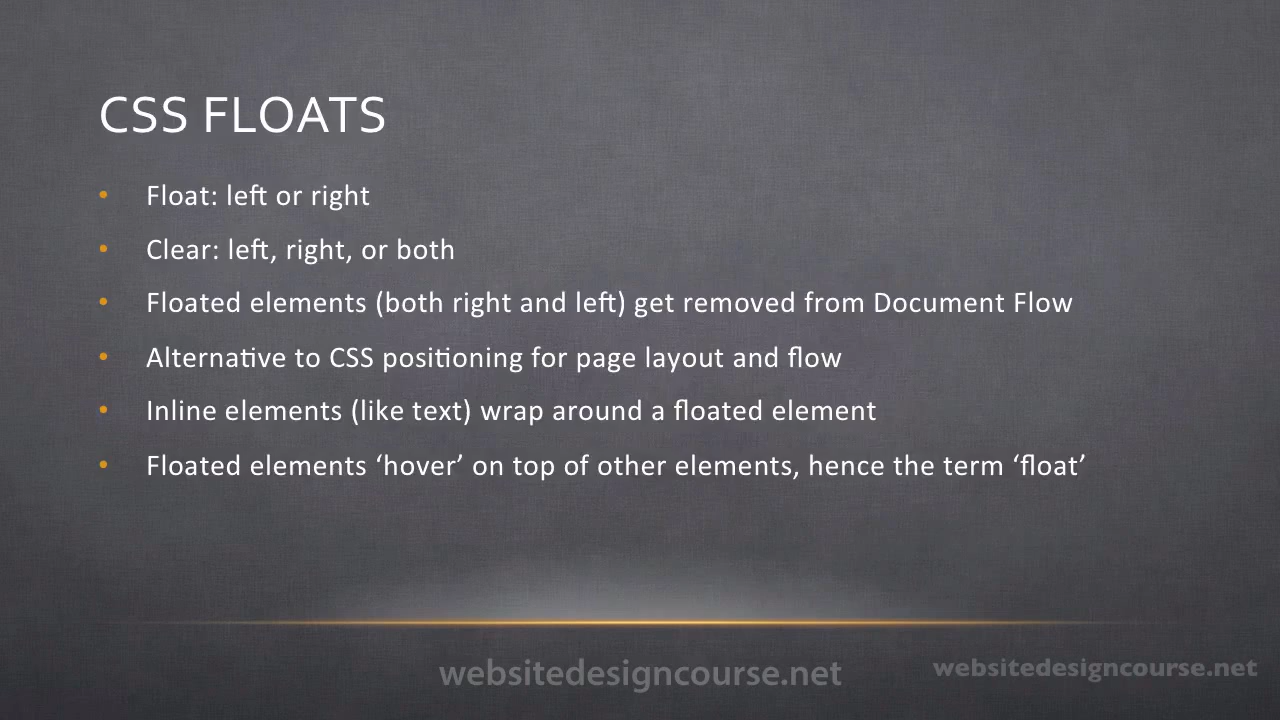 CSS FLOATS
• Float: left or right
• Clear: left, right, or both
• Floated elements (both right and left) get removed from Document Flow
• Alternative to CSS positioning for page layout and flow
• Inline elements (like text) wrap around a floated element
• Floated elements ‘hover’ on top of other elements, hence the term ‘float’
websitedesigncourse.net
websitedesigncourse.net